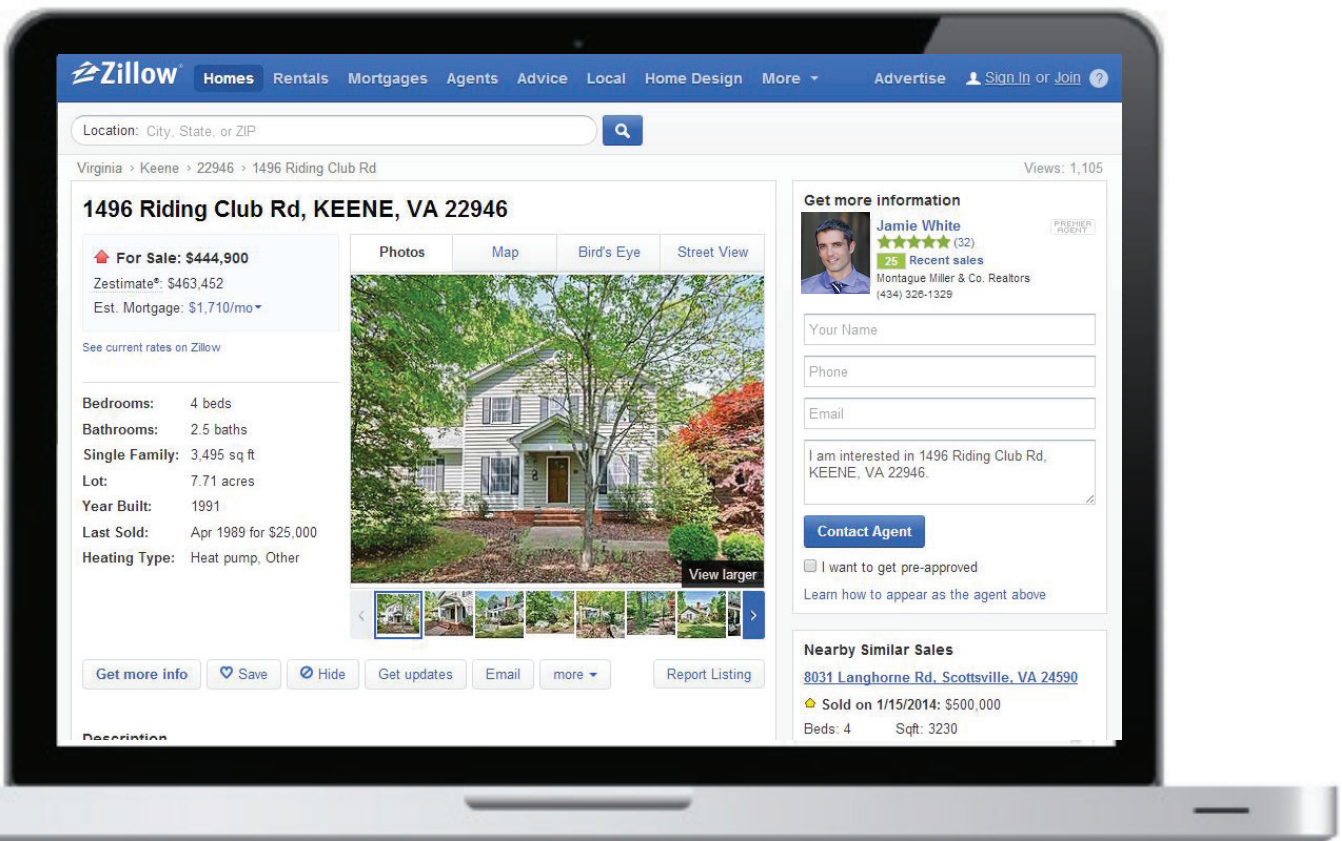 Zillow
Homes Rentals Mortgages Agents Advice Local Home Design More Advertise Sign In or Join ?
Location: City, State, or ZIP
Virginia > Keene > 22946 > 1496 Riding Club Rd
Views: 1,105
1496 Riding Club Rd, KEENE, VA 22946
For Sale: $444,900
Zestimate®: $463,452
Est. Mortgage: $1,710/mo
See current rates on Zillow
Bedrooms: 4 beds
Bathrooms: 2.5 baths
Single Family: 3,495 sq ft
Lot: 7.71 acres
Year Built: 1991
Last Sold: Apr 1989 for $25,000
Heating Type: Heat pump, Other
Photos Map Bird's Eye Street View
View larger
Get more info Save Hide Get updates Email more Report Listing
Description
Get more information
Jamie White
PREMIER
AGENT
(32)
25 Recent sales
Montague Miller & Co. Realtors
(434) 326-1329
Your Name
Phone
Email
I am interested in 1496 Riding Club Rd,
KEENE, VA 22946.
Contact Agent
I want to get pre-approved
Learn how to appear as the agent above
Nearby Similar Sales
8031 Langhorne Rd, Scottsville, VA 24590
Sold on 1/15/2014: $500,000
Beds: 4 Sqft: 3230